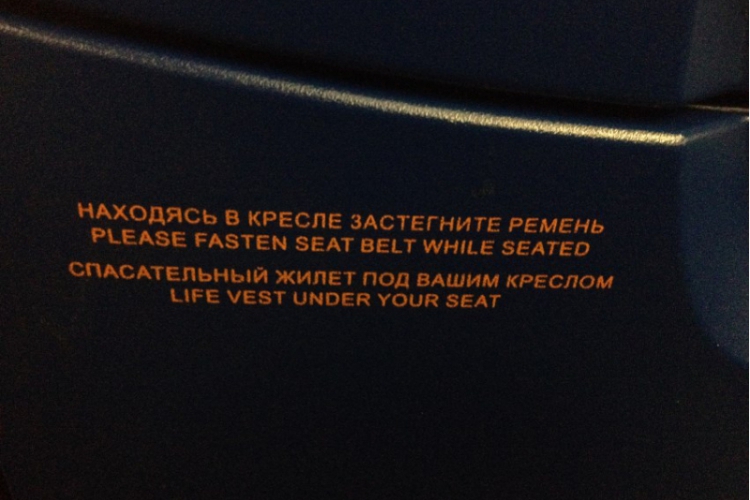 НАХОДЯСЬ В КРЕСЛЕ ЗАСТЕГНИТЕ РЕМЕНЬ
PLEASE FASTEN SEAT BELT WHILE SEATED
СПАСАТЕЛЬНЫЙ ЖИЛЕТ ПОД ВАШИМ КРЕСЛОМ
LIFE VEST UNDER YOUR SEAT